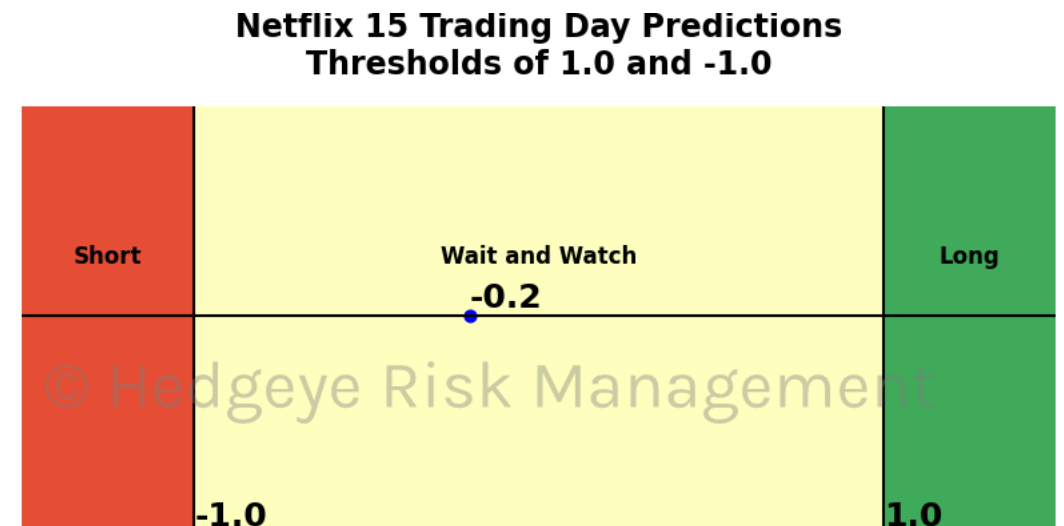 Netflix 15 Trading Day Predictions
Thresholds of 1.0 and -1.0
Short
Wait and Watch
Long
-0.2
© Hedgeye Risk Management
-1.0
1.0